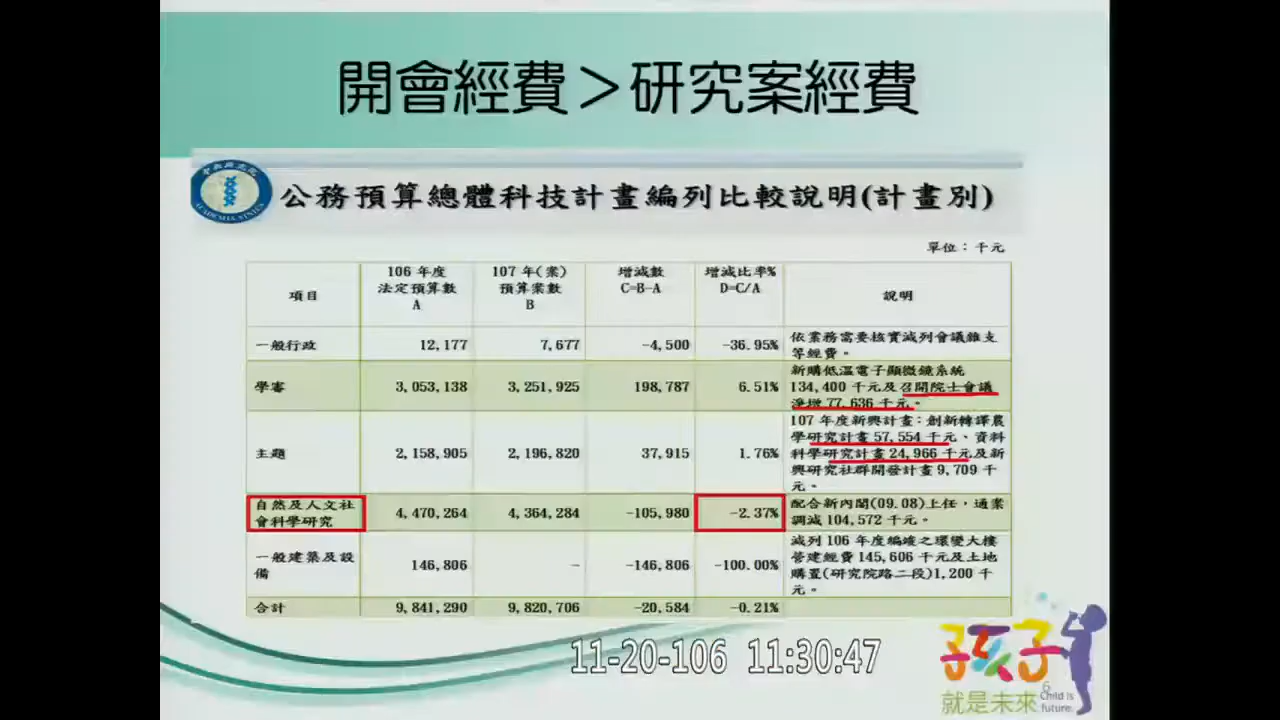 開會經費＞研究案經費
ACADEMIA SINICA
公務預算總體科技計畫編列比較說明(計畫別)
單位：千元
項目 106 年度法定預算數 A 107 年(案)預算案數 B 增減數 C=B-A 增減比率% D=C/A 說明
一般行政 12,177 7,677 -4,500 -36.95% 依業務需要核實減列會議雜支
等經費。
學審 3,053,138 3,251,925 198,787 6.51% 新購低溫電子顯微鏡系統
134,400 千元及召開院士會議
淨增 77,636 千元。
主題 2,158,905 2,196,820 37,915 1.76% 107 年度新興計畫：創新轉譯農
學研究計畫 57,554 千元、資料
科學研究計畫 24,966 千元及新
興研究社群開發計畫 9,709 千
元。
自然及人文社會科學研究 4,470,264 4,364,284 -105,980 -2.37% 配合新內閣(09.08)上任，通案
調減 104,572 千元。
一般建築及設備 146,806 - -146,806 -100.00% 減列 106 年度編竣之環變大樓
營建經費 145,606 千元及土地
購置(研究院路二段)1,200 千
元。
合計 9,841,290 9,820,706 -20,584 -0.21%
11-20-106 11:30:47
孩子
就是未來
Child is
future.
6